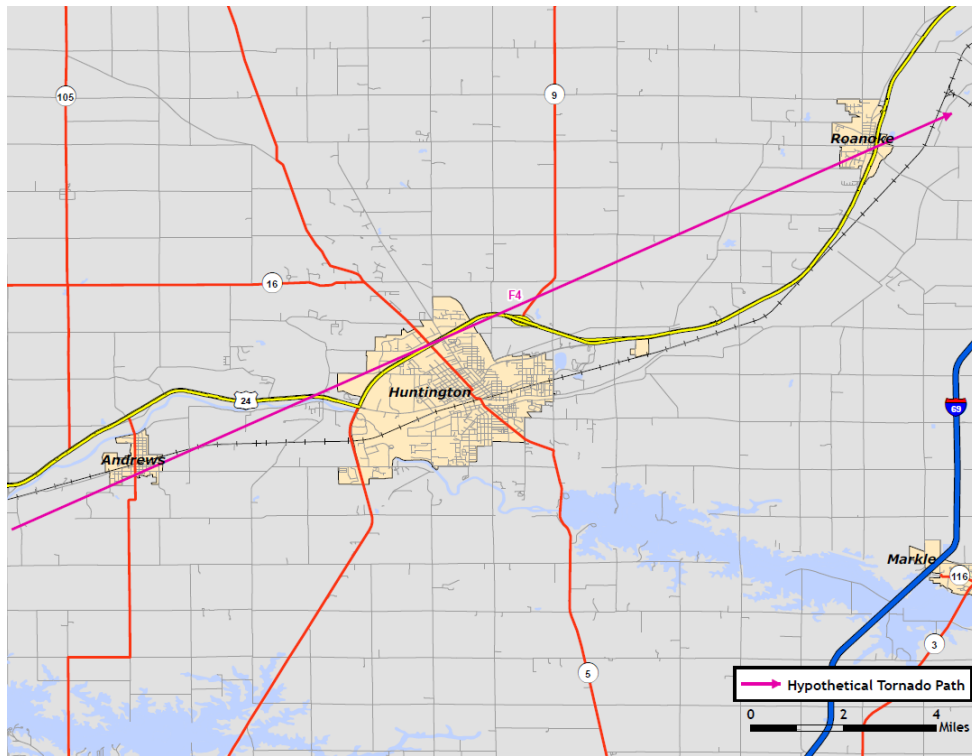 105
9
Roanoke
16
F4
Huntington
24
69
Andrews
Markle
116
3
5
Hypothetical Tornado Path
0 2 4
Miles